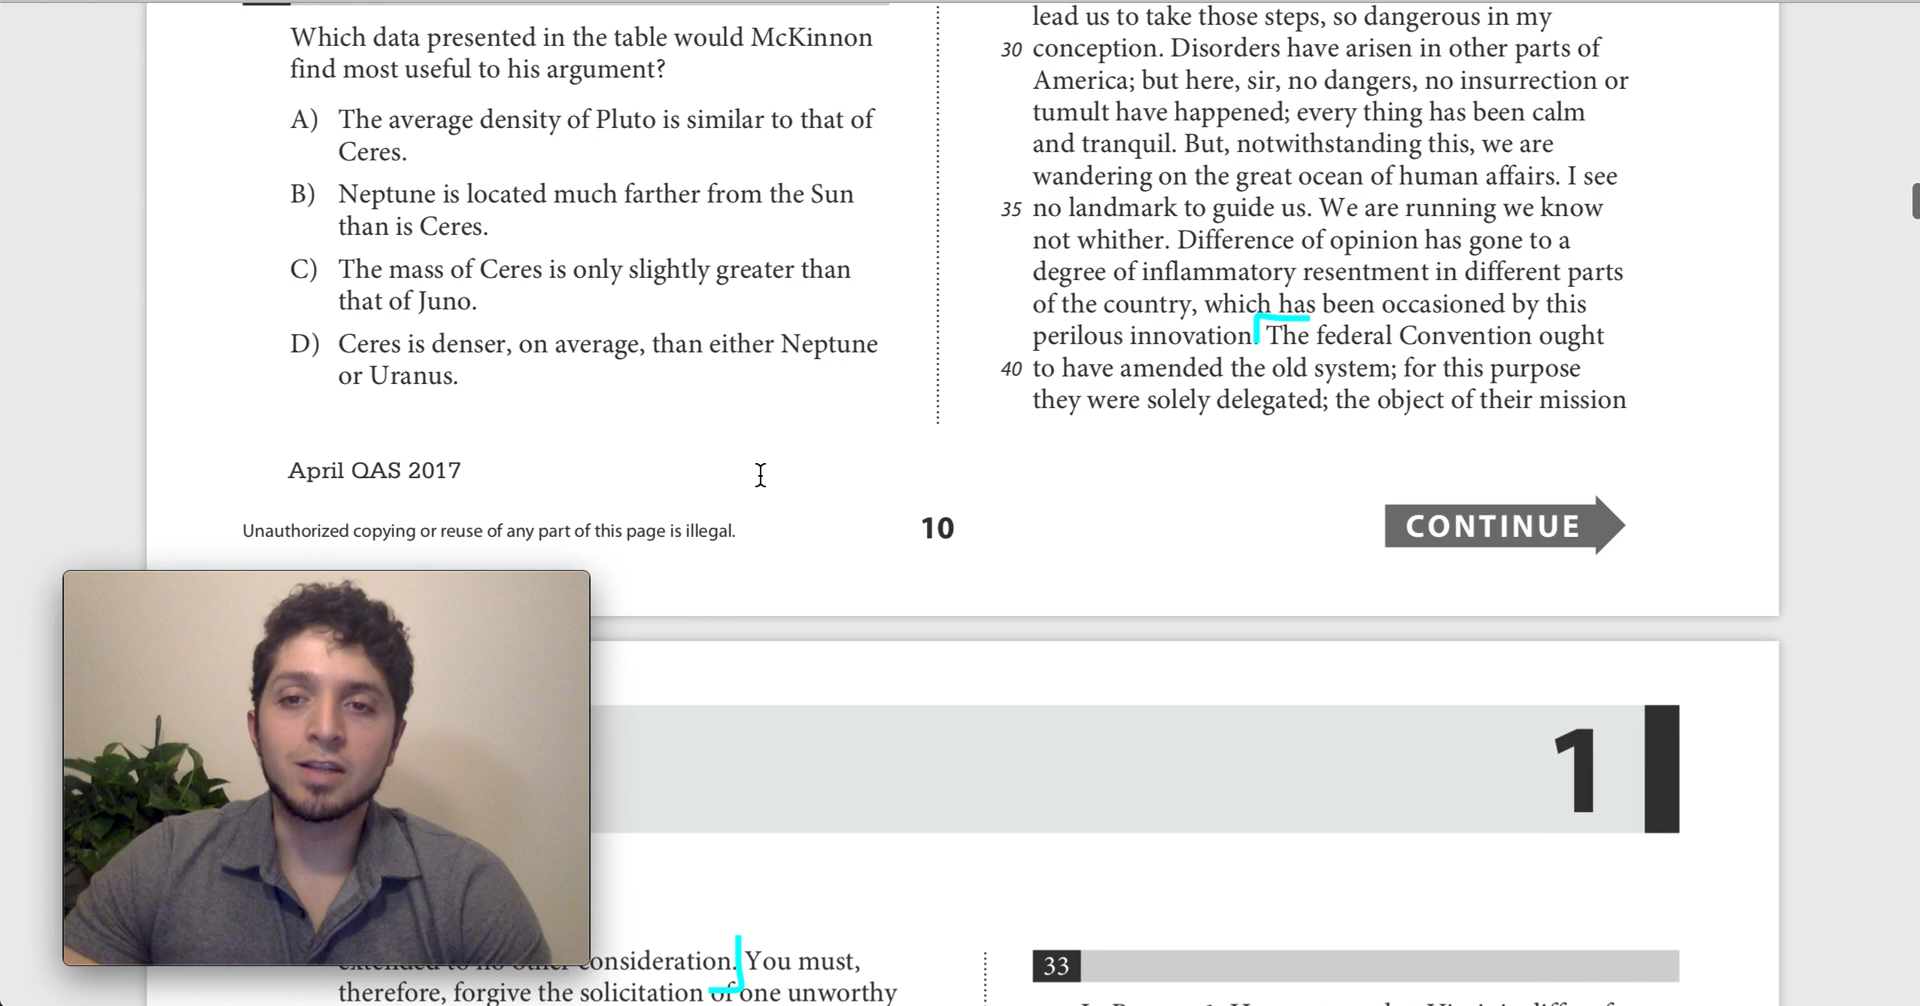 Which data presented in the table would McKinnon
find most useful to his argument?
A) The average density of Pluto is similar to that of
Ceres.
B) Neptune is located much farther from the Sun
than is Ceres.
C) The mass of Ceres is only slightly greater than
that of Juno.
D) Ceres is denser, on average, than either Neptune
or Uranus.
April QAS 2017
lead us to take those steps, so dangerous in my
30 conception. Disorders have arisen in other parts of
America; but here, sir, no dangers, no insurrection or
tumult have happened; every thing has been calm
and tranquil. But, notwithstanding this, we are
wandering on the great ocean of human affairs. I see
35 no landmark to guide us. We are running we know
not whither. Difference of opinion has gone to a
degree of inflammatory resentment in different parts
of the country, which has been occasioned by this
perilous innovation. The federal Convention ought
40 to have amended the old system; for this purpose
they were solely delegated; the object of their mission
Unauthorized copying or reuse of any part of this page is illegal.
10
CONTINUE
1
extended to no other consideration. You must,
therefore, forgive the solicitation of one unworthy
33